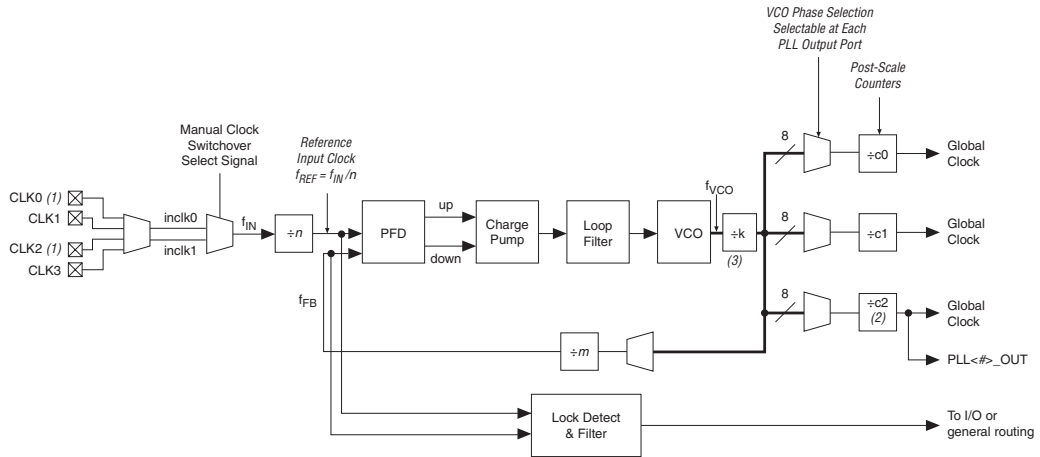 VCO Phase Selection
Selectable at Each
PLL Output Port
Post-Scale
Counters
Manual Clock
Switchover
Select Signal
Reference
Input Clock
fREF = fIN/n
CLK0 (1)
CLK1
CLK2 (1)
CLK3
inclk0
inclk1
fIN
÷n
PFD
up
down
Charge
Pump
Loop
Filter
VCO
fVCO
÷k
(3)
8
÷c0
Global
Clock
8
÷c1
Global
Clock
8
÷c2
(2)
Global
Clock
PLL<#>_OUT
fFB
÷m
Lock Detect
& Filter
To I/O or
general routing